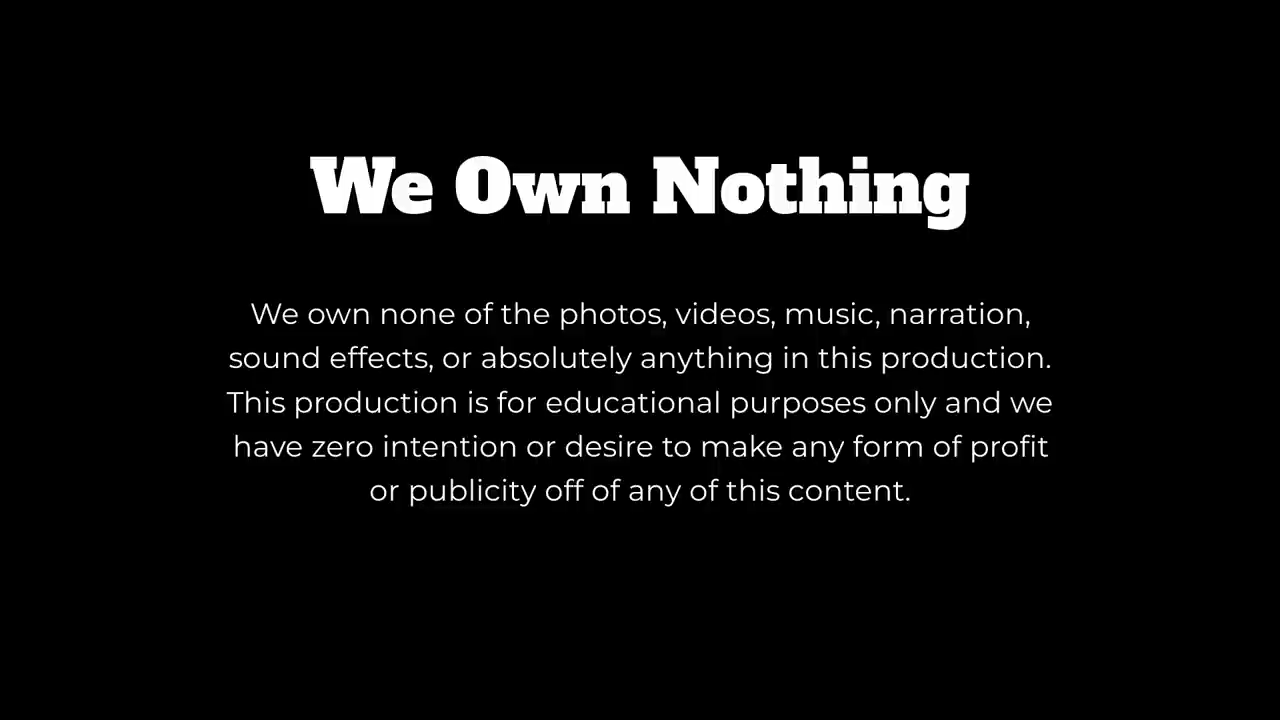 We Own Nothing
We own none of the photos, videos, music, narration,
sound effects, or absolutely anything in this production.
This production is for educational purposes only and we
have zero intention or desire to make any form of profit
or publicity off of any of this content.